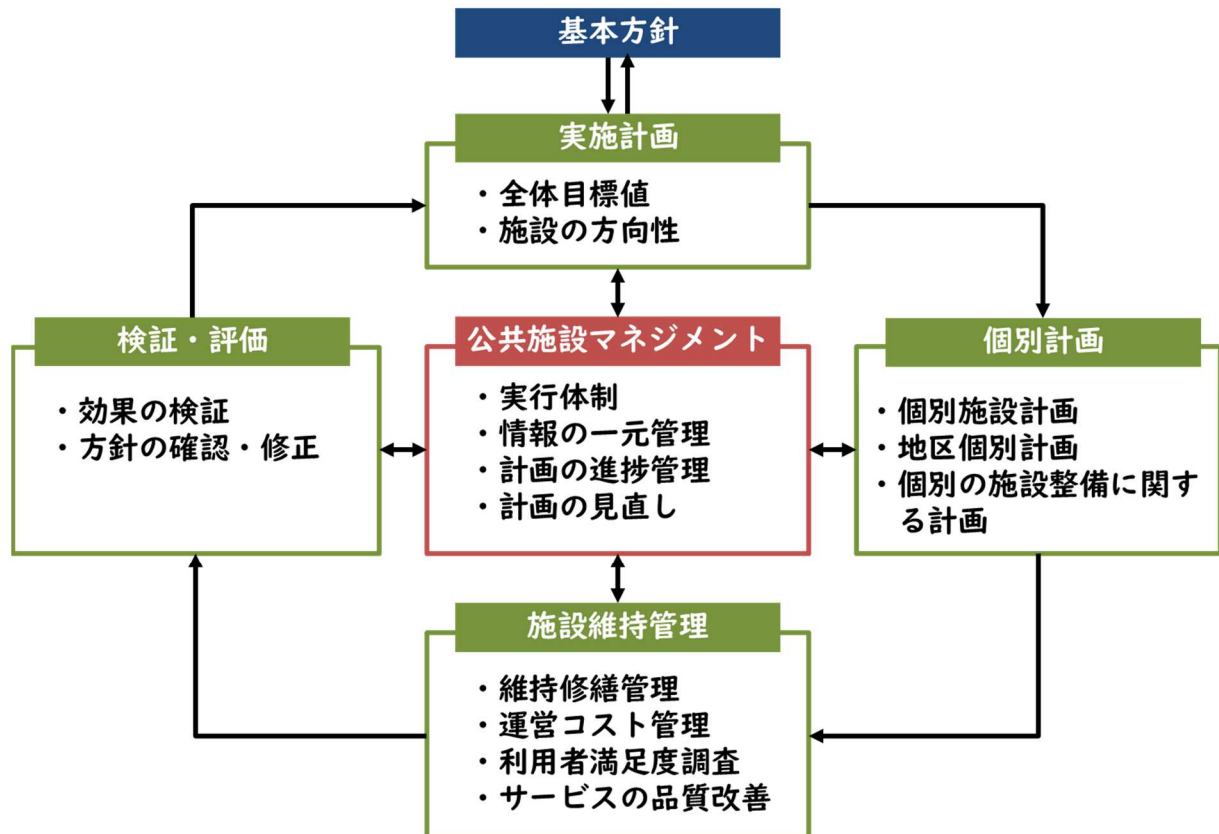 基本方針
実施計画
・全体目標値
・施設の方向性
検証・評価
・効果の検証
・方針の確認・修正
公共施設マネジメント
・実行体制
・情報の一元管理
・計画の進捗管理
・計画の見直し
個別計画
・個別施設計画
・地区個別計画
・個別の施設整備に関す
る計画
施設維持管理
・維持修繕管理
・運営コスト管理
・利用者満足度調査
・サービスの品質改善